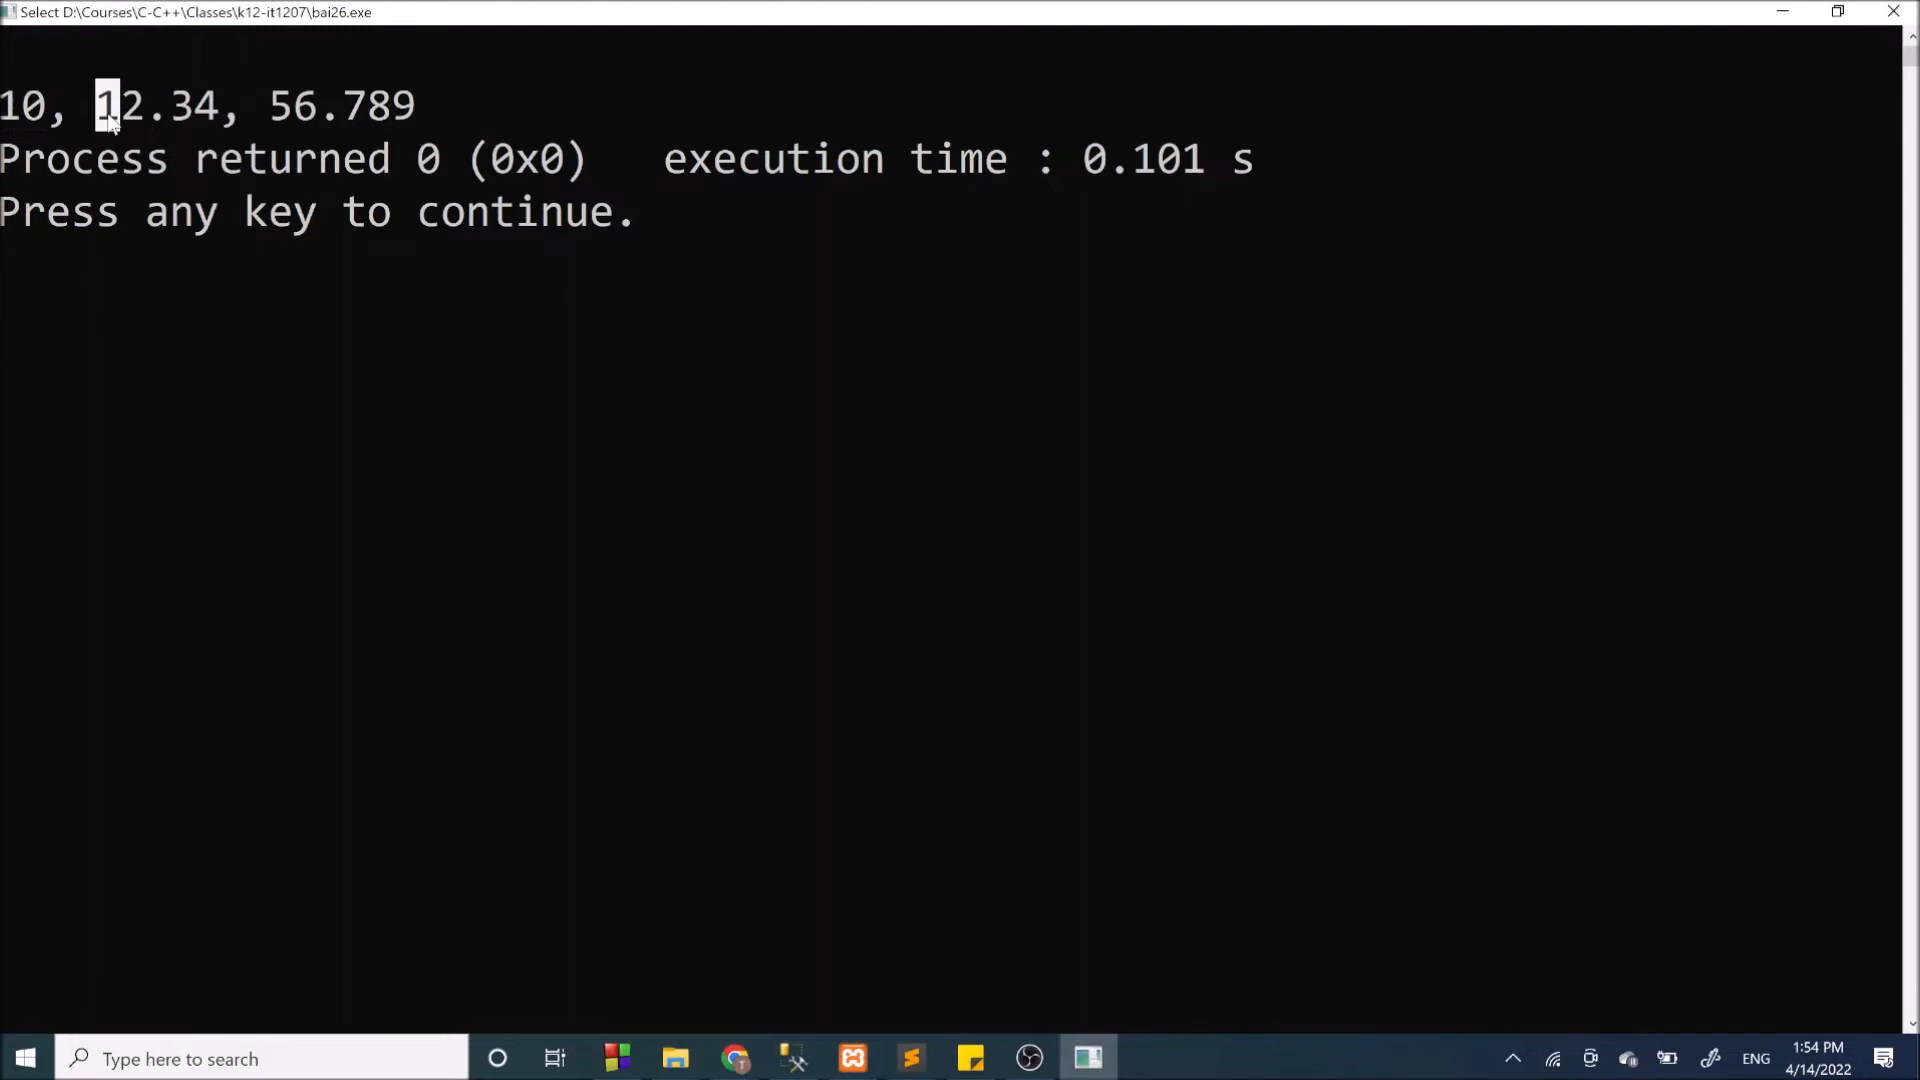 Select D:\Courses\C-C++\Classes\k12-it1207\bai26.exe
10, 12.34, 56.789
Process returned 0 (0x0)   execution time : 0.101 s
Press any key to continue.
Type here to search
ENG
1:54 PM
4/14/2022